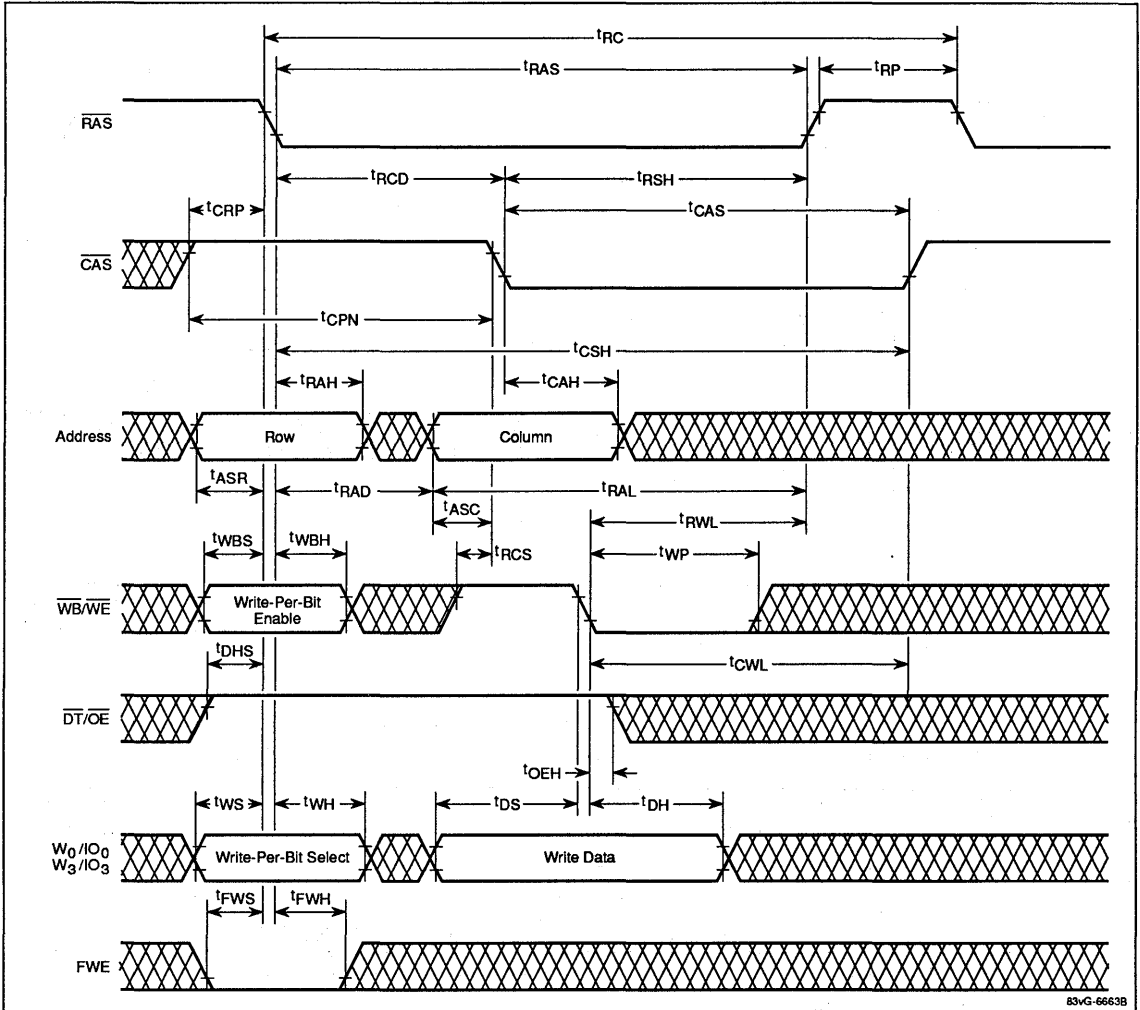 tRC
tRAS
tRP
RAS
tRCD
tRSH
tCRP
tCAS
CAS
tCPN
tCSH
tRAH
tCAH
Address
Row
Column
tASR
tRAD
tRAL
tASC
tRWL
tWBS
tWBH
tRCS
tWP
WB/WE
Write-Per-Bit
Enable
tDHS
tCWL
DT/OE
tOEH
tWS
tWH
tDS
tDH
W0/IO0
W3/IO3
Write-Per-Bit Select
Write Data
tFWS
tFWH
FWE
83vG-6663B